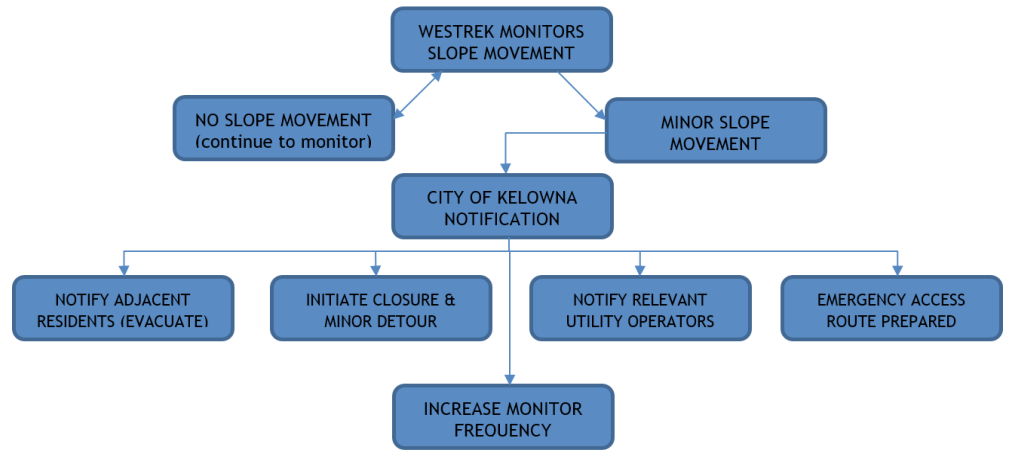 WESTREK MONITORS
SLOPE MOVEMENT
NO SLOPE MOVEMENT
(continue to monitor)
MINOR SLOPE
MOVEMENT
CITY OF KELOWNA
NOTIFICATION
NOTIFY ADJACENT
RESIDENTS (EVACUATE)
INITIATE CLOSURE &
MINOR DETOUR
NOTIFY RELEVANT
UTILITY OPERATORS
EMERGENCY ACCESS
ROUTE PREPARED
INCREASE MONITOR
FREQUENCY